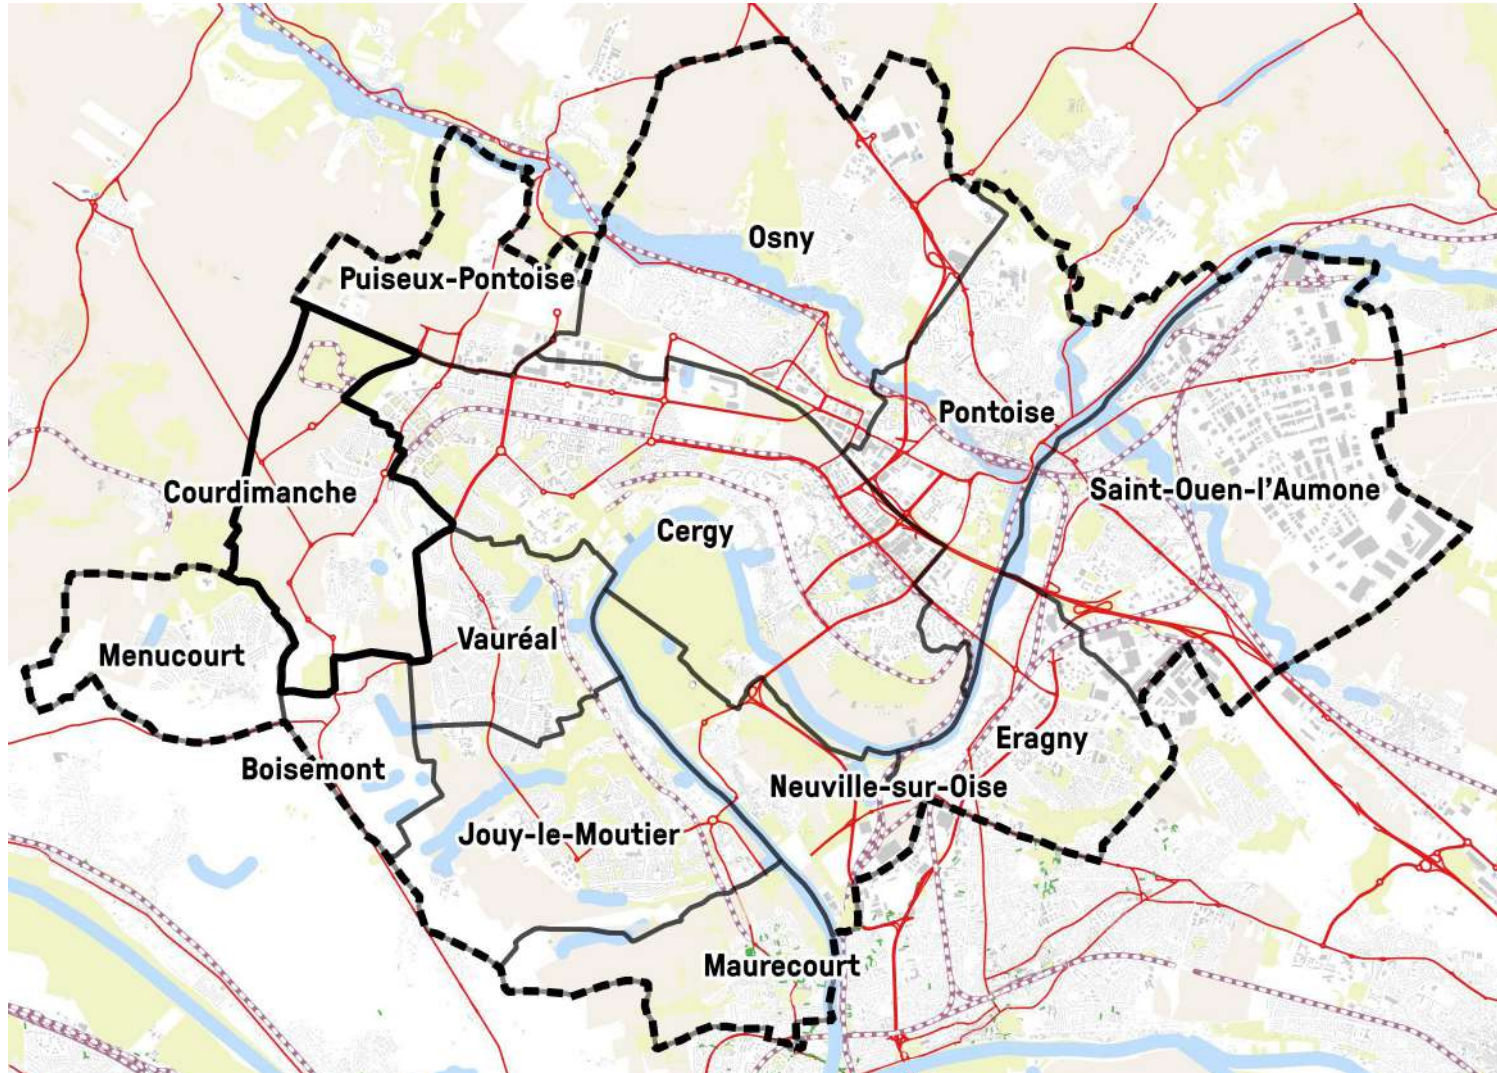 Osny
Puiseux-Pontoise
Pontoise
Saint-Ouen-l'Aumone
Courdimanche
Cergy
Vauréal
Menucourt
Eragny
Boisemont
Neuville-sur-Oise
Jouy-le-Moutier
Maurecourt